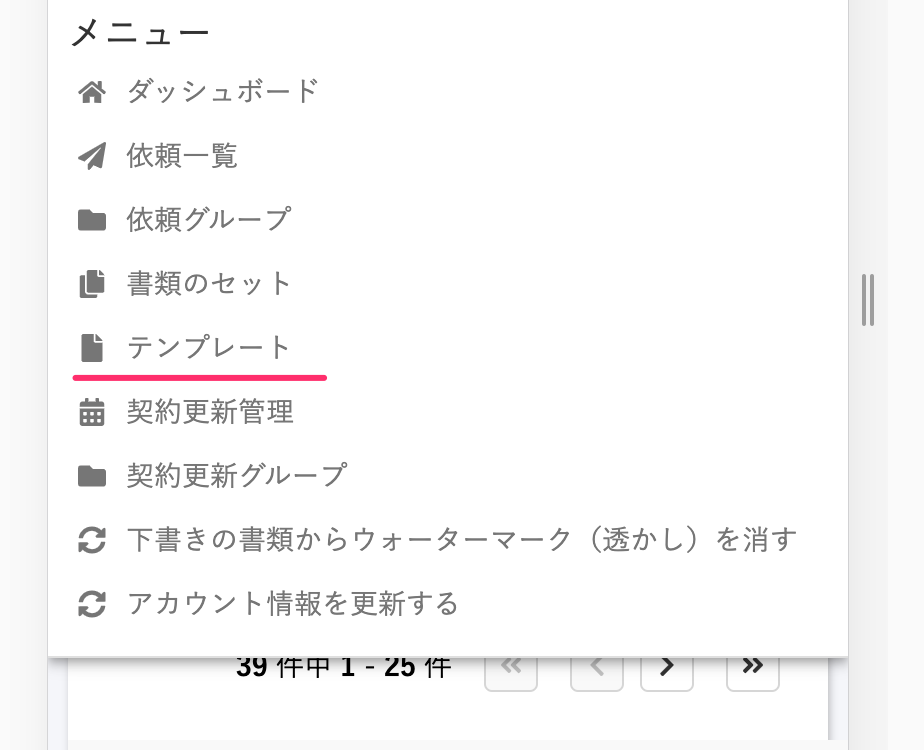 メニュー
ダッシュボード
依頼一覧
依頼グループ
書類のセット
テンプレート
契約更新管理
契約更新グループ
下書きの書類からウォーターマーク（透かし）を消す
アカウント情報を更新する
39 件中 1 - 25 件